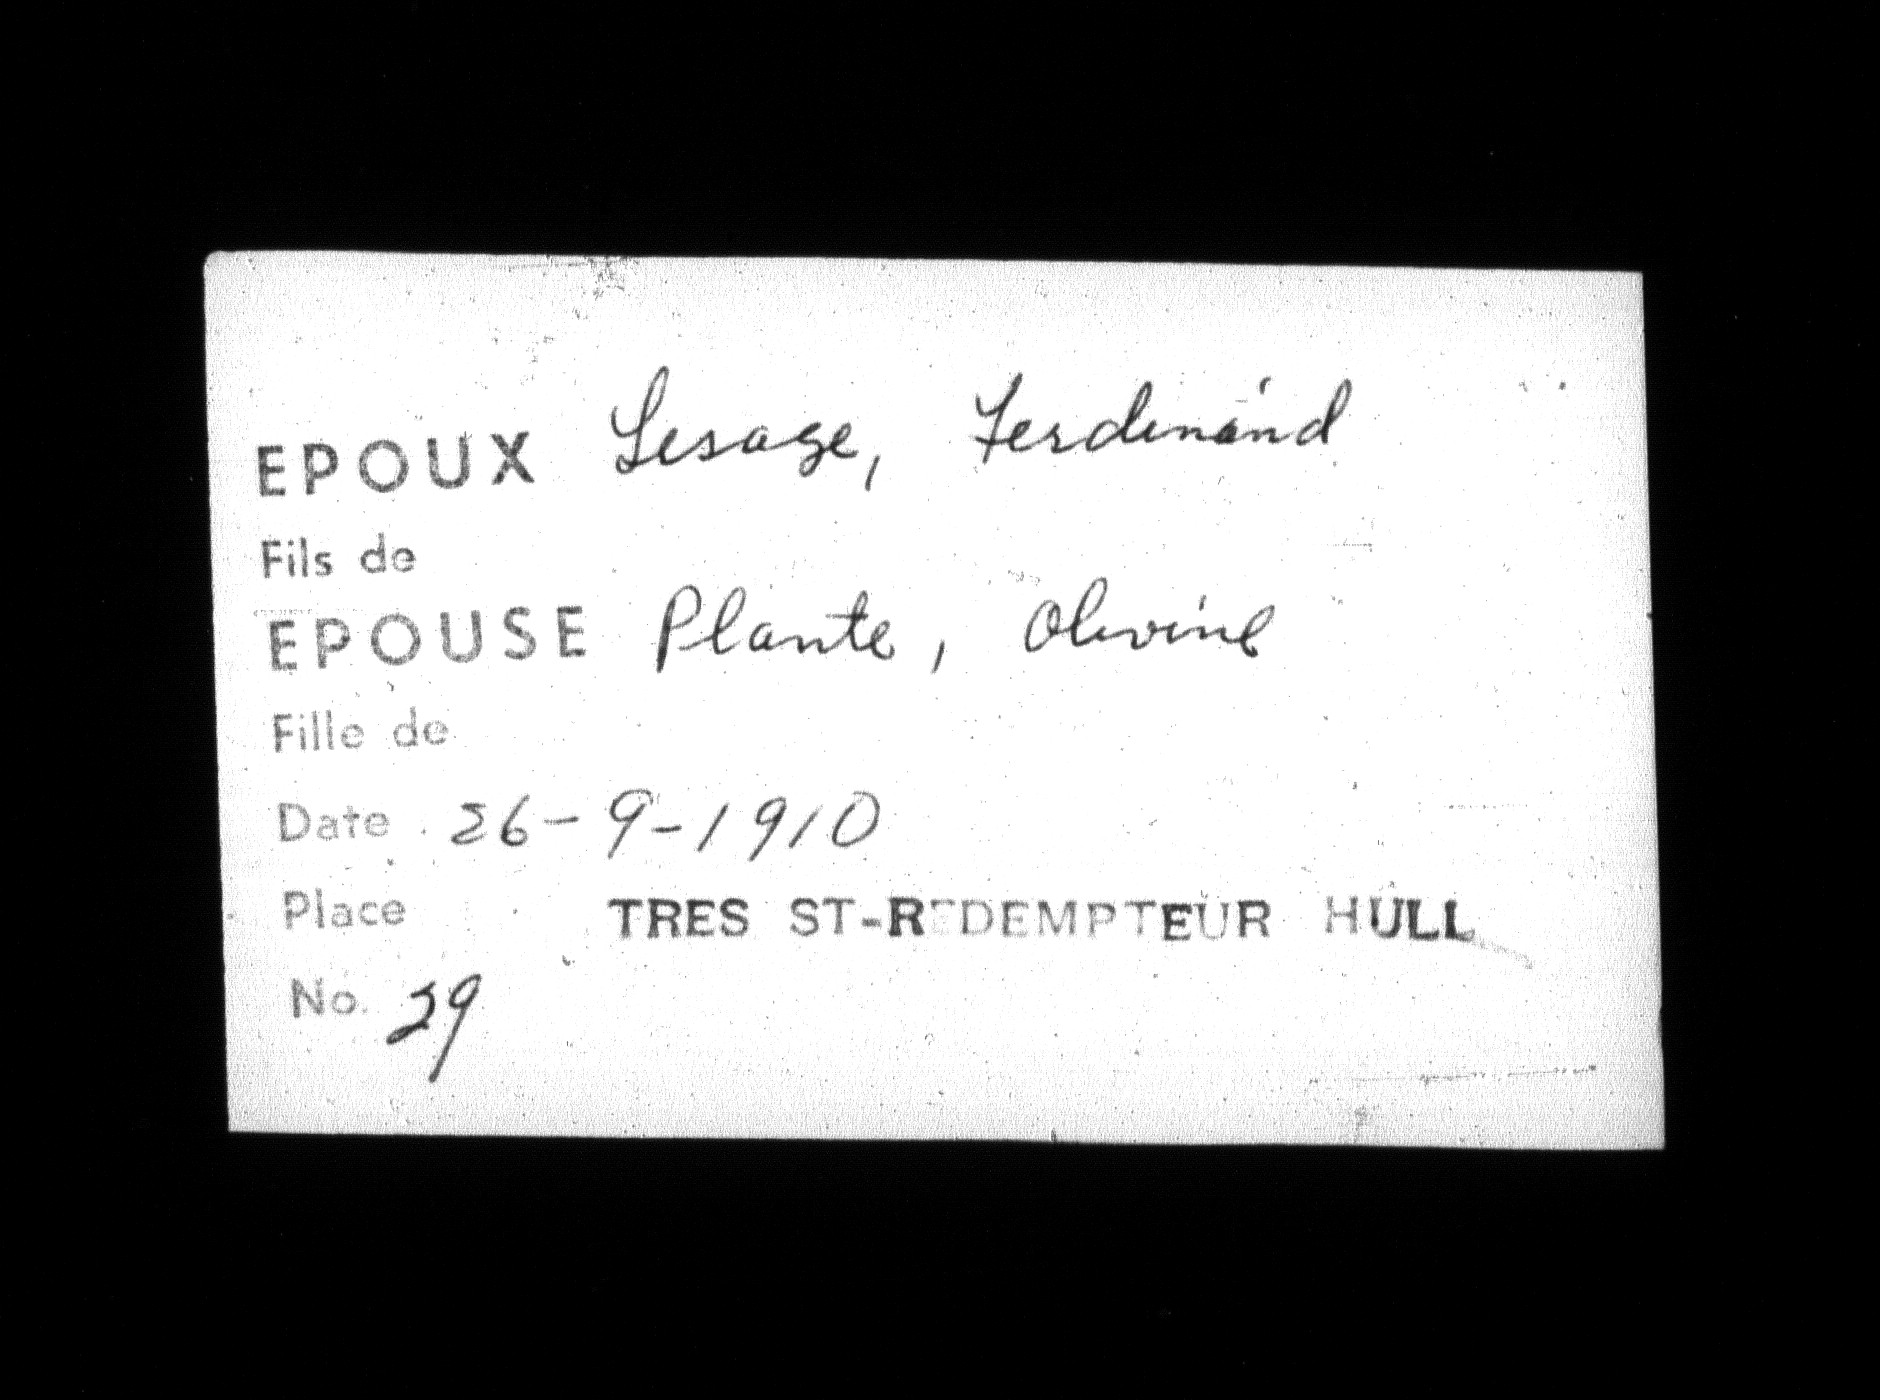 EPOUX Lesage, Ferdinand
Fils de
EPOUSE Plante, Olivine
Fille de
Date 26-9-1910
Place TRES ST-REDEMPTEUR HULL
No. 29